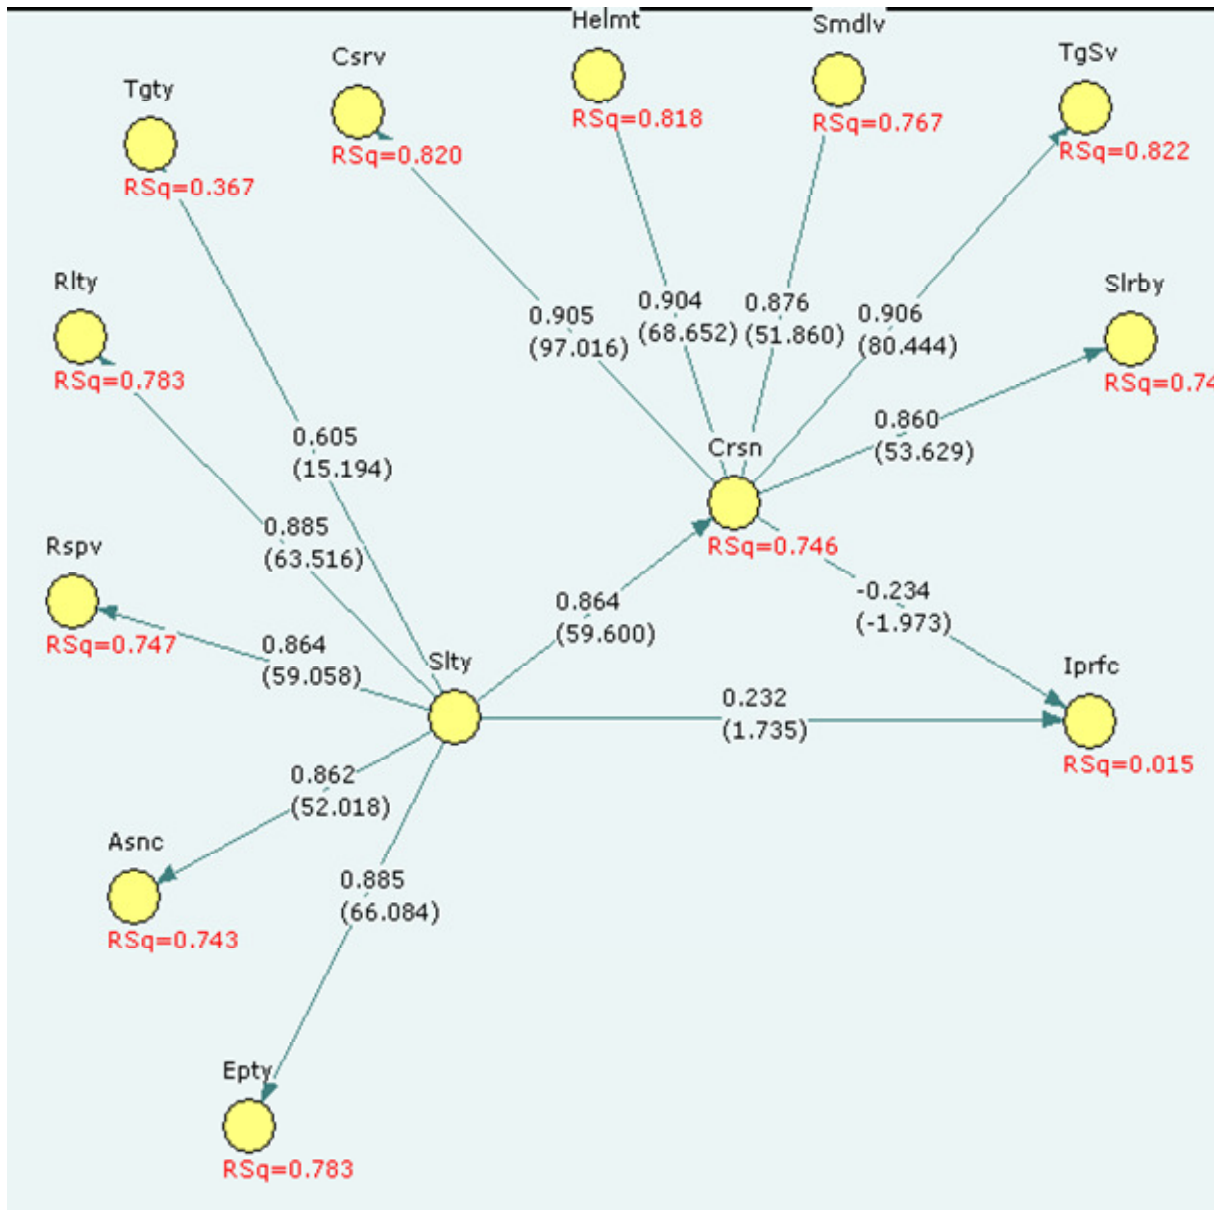 Helmt
RSq=0.818
Smdlv
RSq=0.767
Csrv
RSq=0.820
TgSv
RSq=0.822
Tgty
RSq=0.367
Rlty
RSq=0.783
Slrby
RSq=0.74
0.905
(97.016)
0.904
(68.652)
0.876
(51.860)
0.906
(80.444)
0.860
(53.629)
0.605
(15.194)
Crsn
RSq=0.746
0.885
(63.516)
Rspv
RSq=0.747
0.864
(59.058)
0.864
(59.600)
-0.234
(-1.973)
Slty
Iprfc
RSq=0.015
0.232
(1.735)
0.862
(52.018)
Asnc
RSq=0.743
0.885
(66.084)
Epty
RSq=0.783